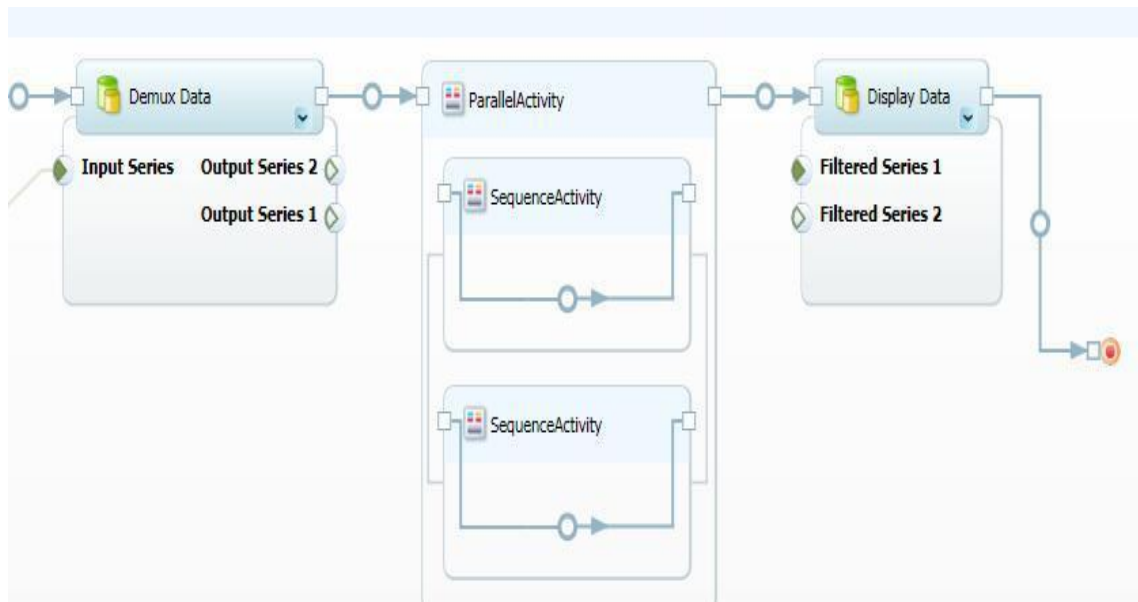 Demux Data
Input Series
Output Series 2
Output Series 1
ParallelActivity
SequenceActivity
SequenceActivity
Display Data
Filtered Series 1
Filtered Series 2